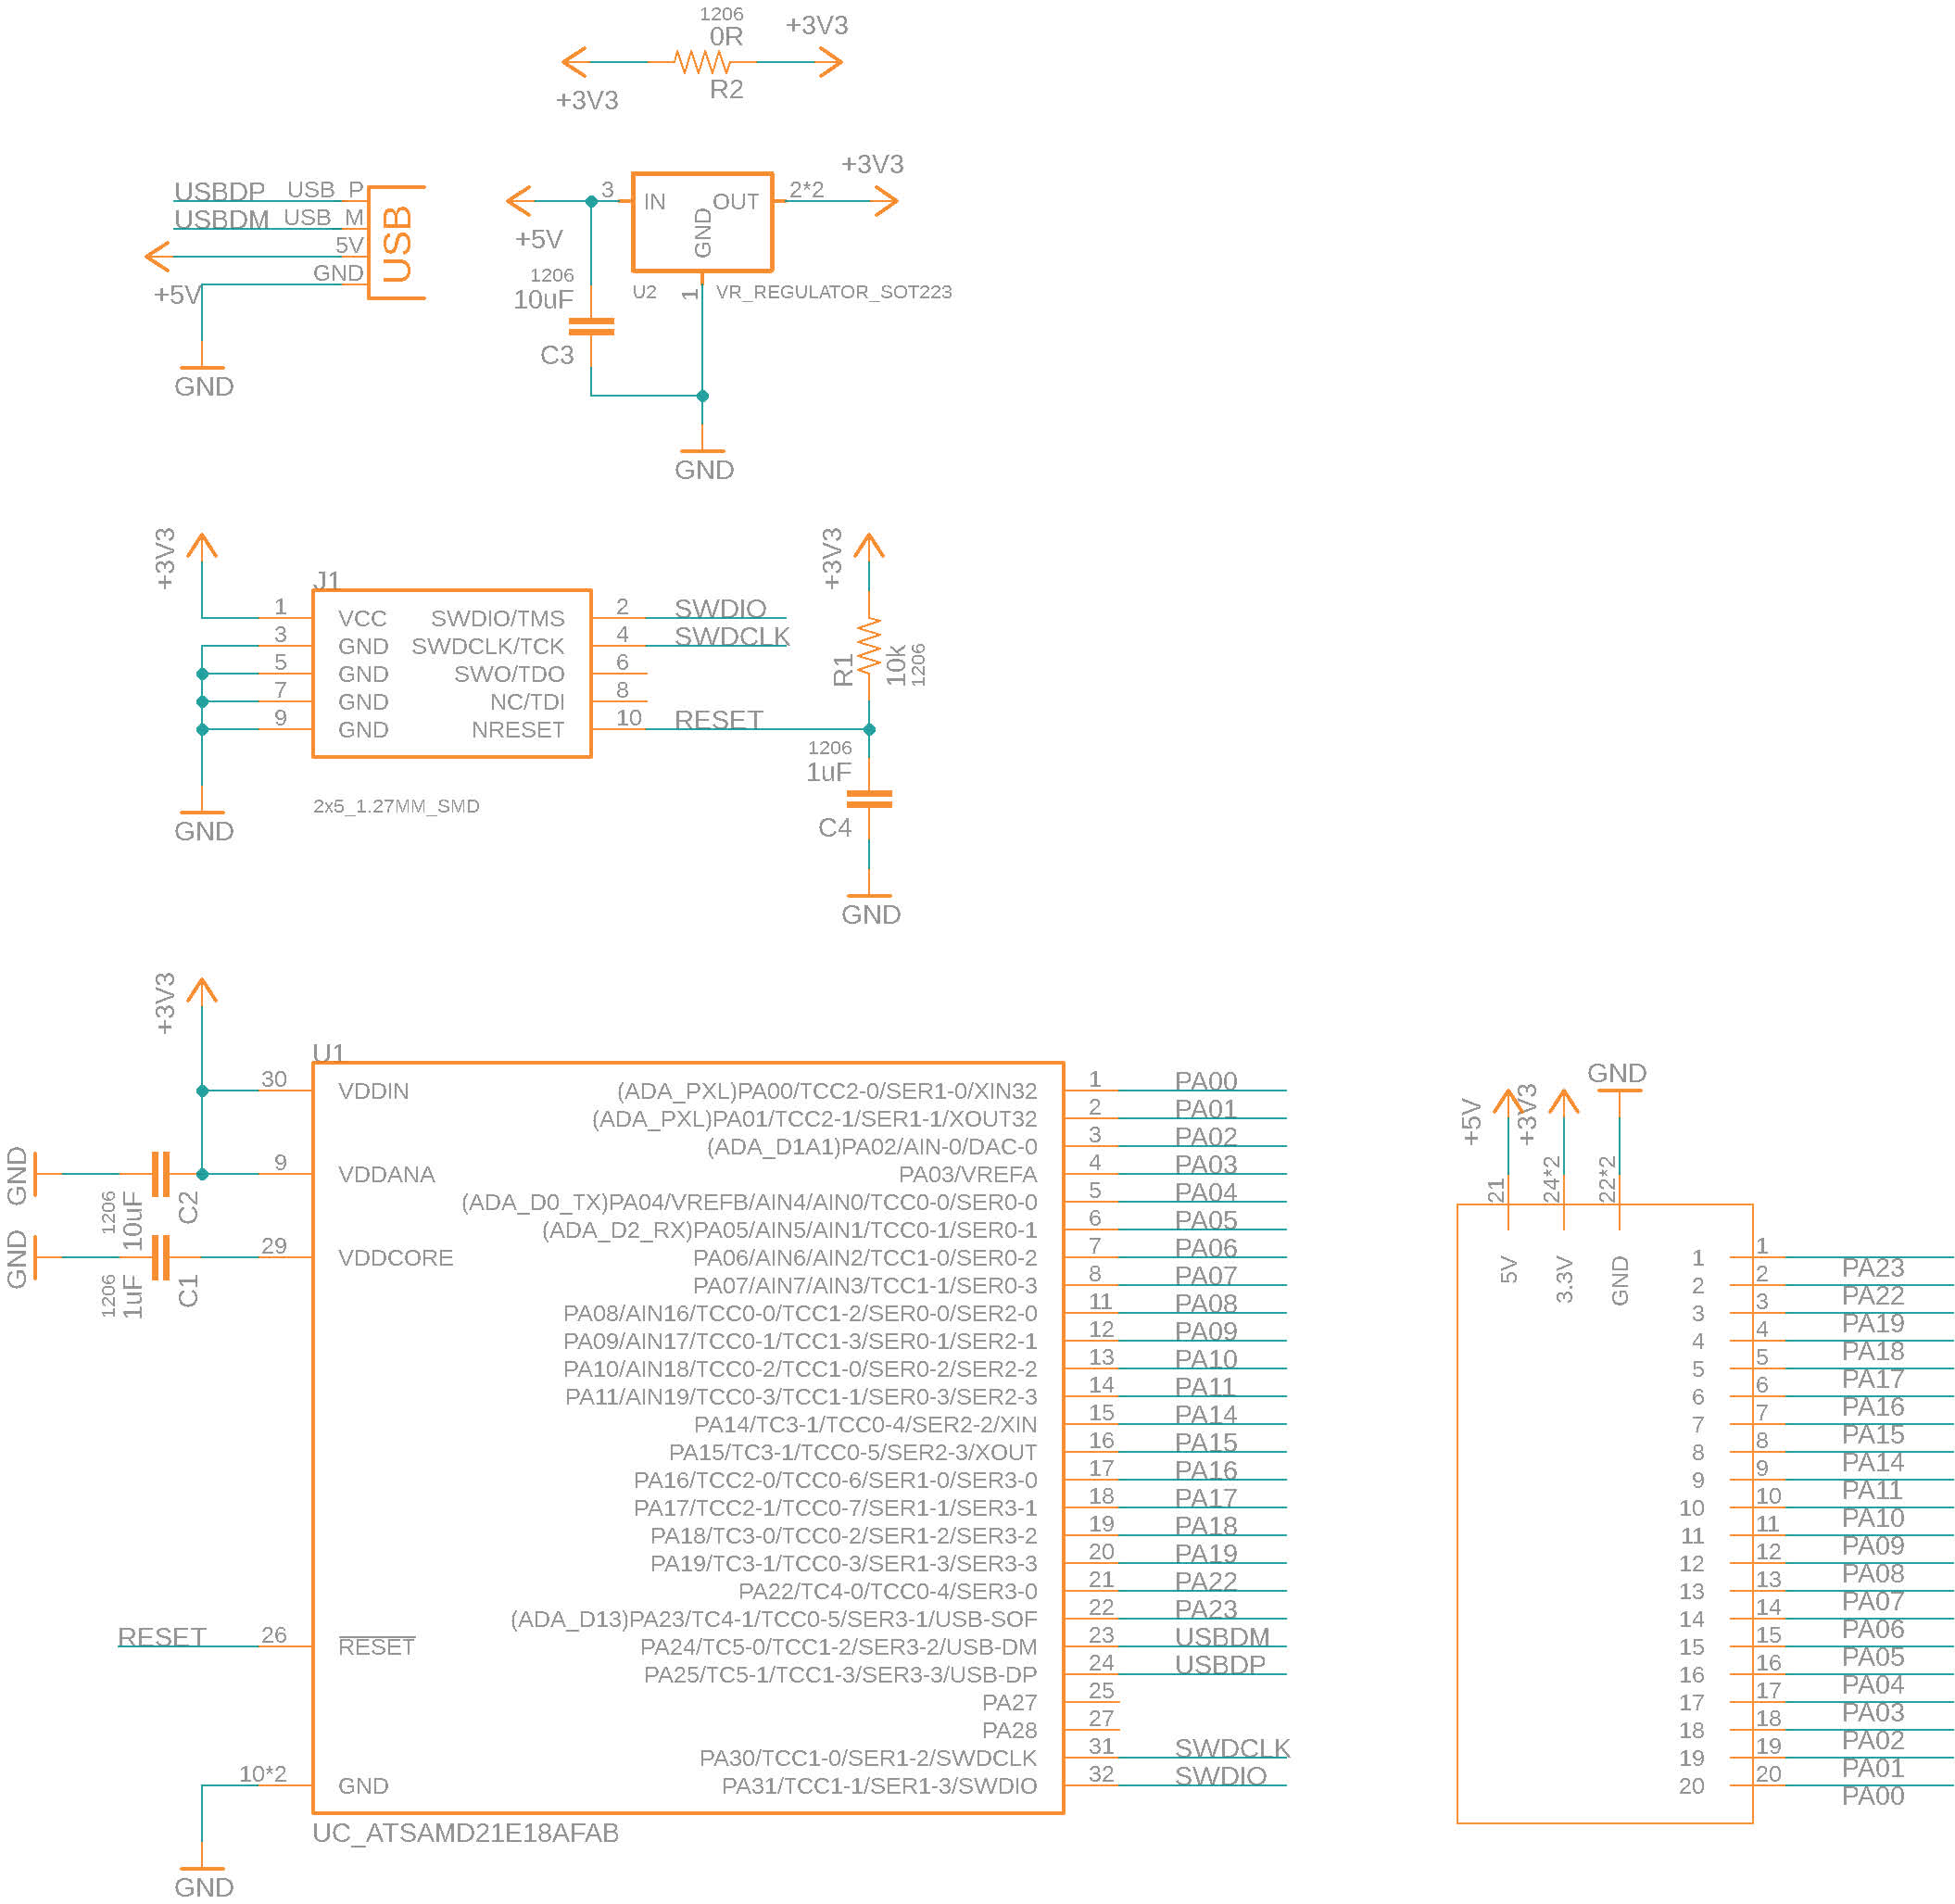 1206
0R
+3V3
+3V3
R2
USBDP USB_P
USBDM USB_M
5V
GND
+5V
USB
GND
+3V3
3 IN OUT 2*2
GND
+5V
1206
10uF
C3
U2 1 VR_REGULATOR_SOT223
GND
+3V3
J1
1 VCC SWDIO/TMS 2 SWDIO
3 GND SWDCLK/TCK 4 SWDCLK
5 GND SWO/TDO 6
7 GND NC/TDI 8
9 GND NRESET 10 RESET
2x5_1.27MM_SMD
GND
+3V3
R1
10k
1206
1206
1uF
C4
GND
+3V3
U1
30 VDDIN
9 VDDANA
29 VDDCORE
GND
1206
10uF
C2
GND
1206
1uF
C1
RESET 26 RESET
10*2 GND
GND
(ADA_PXL)PA00/TCC2-0/SER1-0/XIN32 1 PA00
(ADA_PXL)PA01/TCC2-1/SER1-1/XOUT32 2 PA01
(ADA_D1A1)PA02/AIN-0/DAC-0 3 PA02
PA03/VREFA 4 PA03
(ADA_D0_TX)PA04/VREFB/AIN4/AIN0/TCC0-0/SER0-0 5 PA04
(ADA_D2_RX)PA05/AIN5/AIN1/TCC0-1/SER0-1 6 PA05
PA06/AIN6/AIN2/TCC1-0/SER0-2 7 PA06
PA07/AIN7/AIN3/TCC1-1/SER0-3 8 PA07
PA08/AIN16/TCC0-0/TCC1-2/SER0-0/SER2-0 11 PA08
PA09/AIN17/TCC0-1/TCC1-3/SER0-1/SER2-1 12 PA09
PA10/AIN18/TCC0-2/TCC1-0/SER0-2/SER2-2 13 PA10
PA11/AIN19/TCC0-3/TCC1-1/SER0-3/SER2-3 14 PA11
PA14/TC3-1/TCC0-4/SER2-2/XIN 15 PA14
PA15/TC3-1/TCC0-5/SER2-3/XOUT 16 PA15
PA16/TCC2-0/TCC0-6/SER1-0/SER3-0 17 PA16
PA17/TCC2-1/TCC0-7/SER1-1/SER3-1 18 PA17
PA18/TC3-0/TCC0-2/SER1-2/SER3-2 19 PA18
PA19/TC3-1/TCC0-3/SER1-3/SER3-3 20 PA19
PA22/TC4-0/TCC0-4/SER3-0 21 PA22
(ADA_D13)PA23/TC4-1/TCC0-5/SER3-1/USB-SOF 22 PA23
PA24/TC5-0/TCC1-2/SER3-2/USB-DM 23 USBDM
PA25/TC5-1/TCC1-3/SER3-3/USB-DP 24 USBDP
PA27 25
PA28 27
PA30/TCC1-0/SER1-2/SWDCLK 31 SWDCLK
PA31/TCC1-1/SER1-3/SWDIO 32 SWDIO
UC_ATSAMD21E18AFAB
+5V
+3V3
GND
21
24*2
22*2
5V
3.3V
GND
1 1 PA23
2 2 PA22
3 3 PA19
4 4 PA18
5 5 PA17
6 6 PA16
7 7 PA15
8 8 PA14
9 9 PA11
10 10 PA10
11 11 PA09
12 12 PA08
13 13 PA07
14 14 PA06
15 15 PA05
16 16 PA04
17 17 PA03
18 18 PA02
19 19 PA01
20 20 PA00